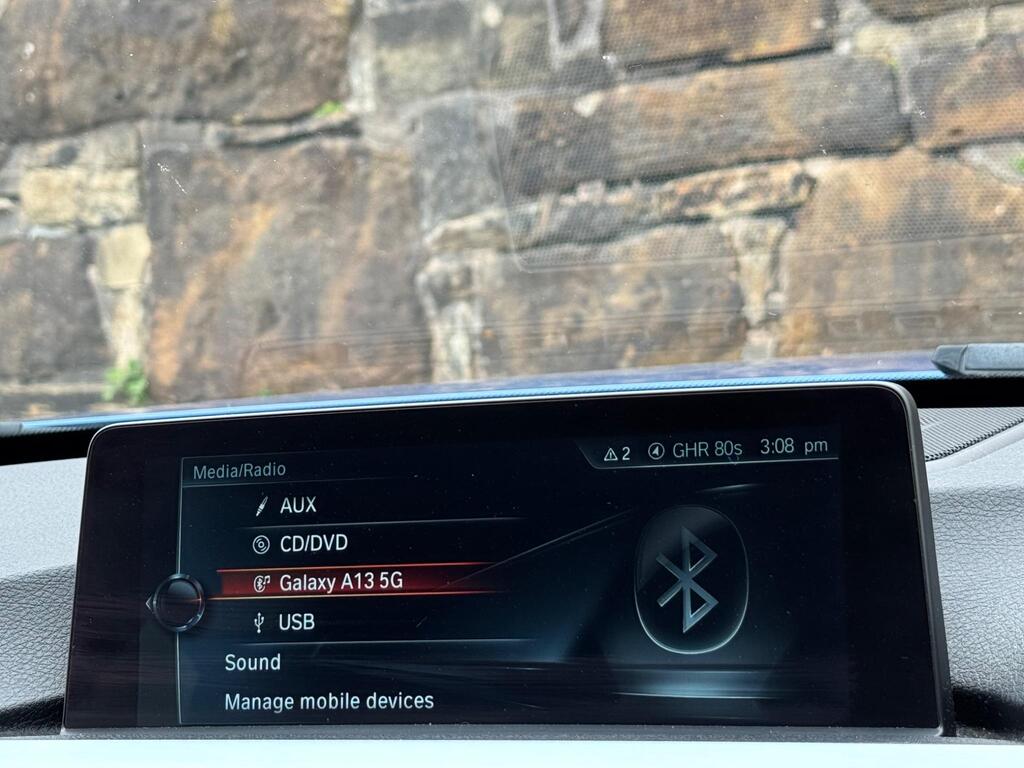 Media/Radio
2 GHR 80s 3:08 pm
AUX
CD/DVD
Galaxy A13 5G
USB
Sound
Manage mobile devices